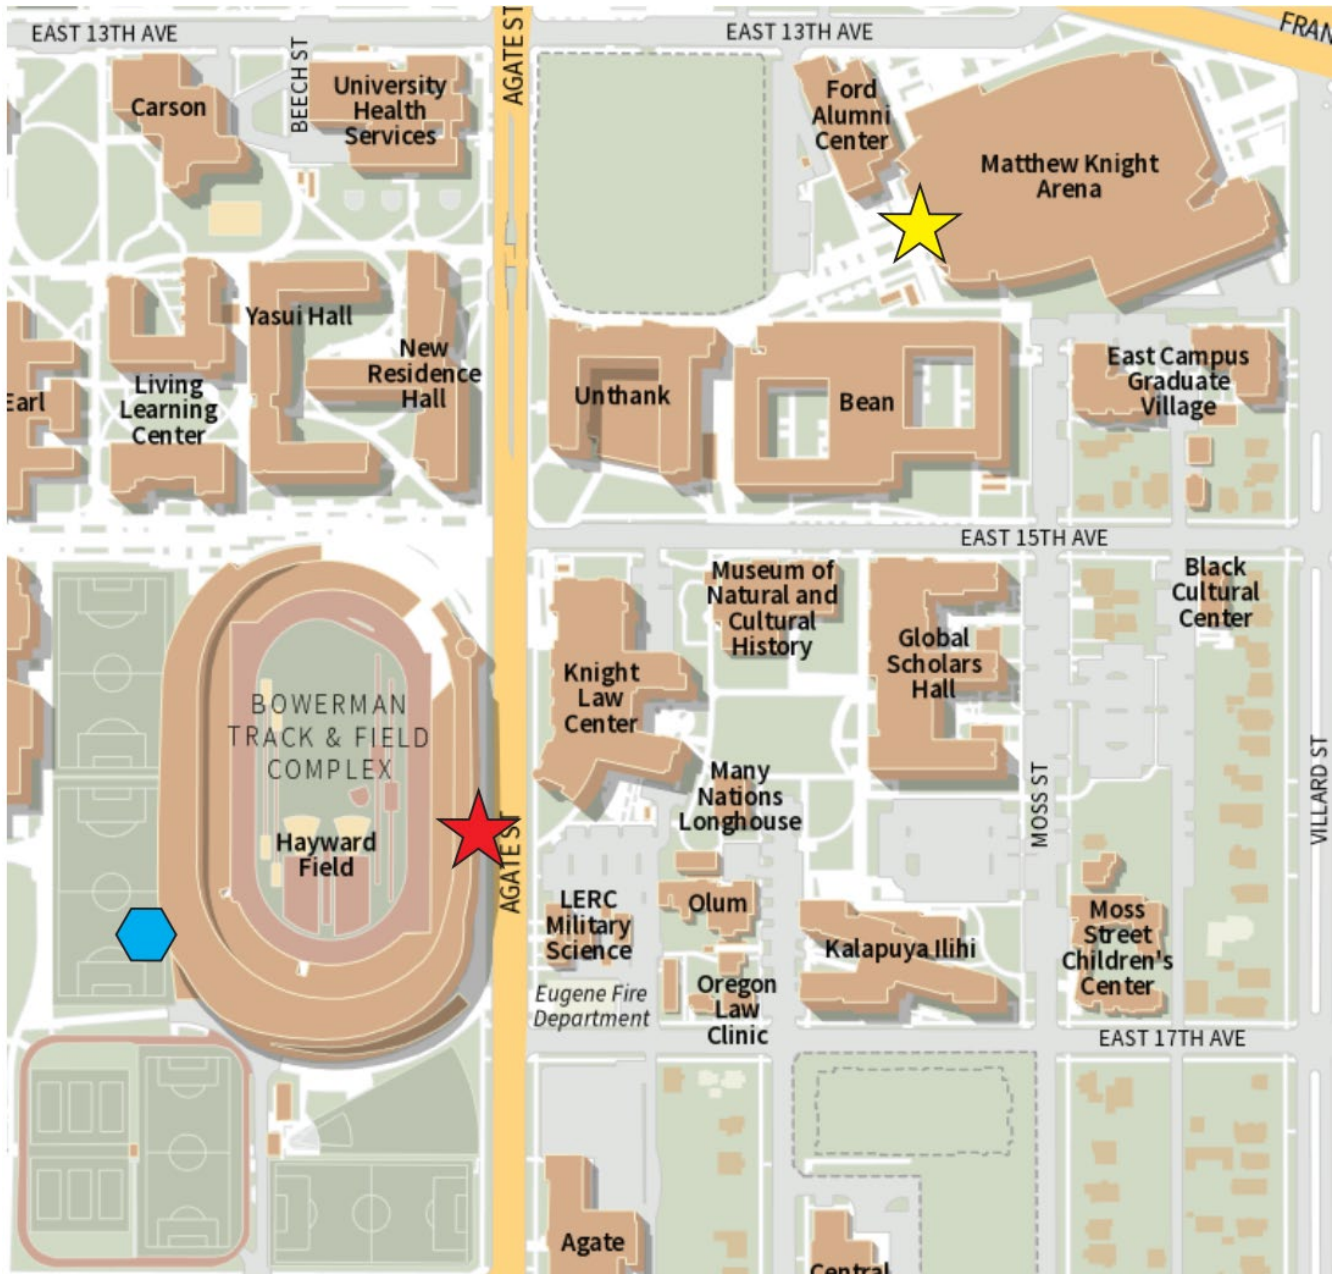 EAST 13TH AVE
EAST 13TH AVE
FRAN
AGATE ST
BEECH ST
Carson
University
Health
Services
Ford
Alumni
Center
Matthew Knight
Arena
Yasui Hall
New
Residence
Hall
Living
Learning
Center
Earl
Unthank
Bean
East Campus
Graduate
Village
EAST 15TH AVE
Museum of
Natural and
Cultural
History
Black
Cultural
Center
Global
Scholars
Hall
Knight
Law
Center
BOWERMAN
TRACK & FIELD
COMPLEX
Hayward
Field
AGATE ST
Many
Nations
Longhouse
MOSS ST
VILLARD ST
LERC
Military
Science
Olum
Kalapuya Ilihi
Moss
Street
Children's
Center
Eugene Fire
Department
Oregon
Law
Clinic
EAST 17TH AVE
Agate
Central